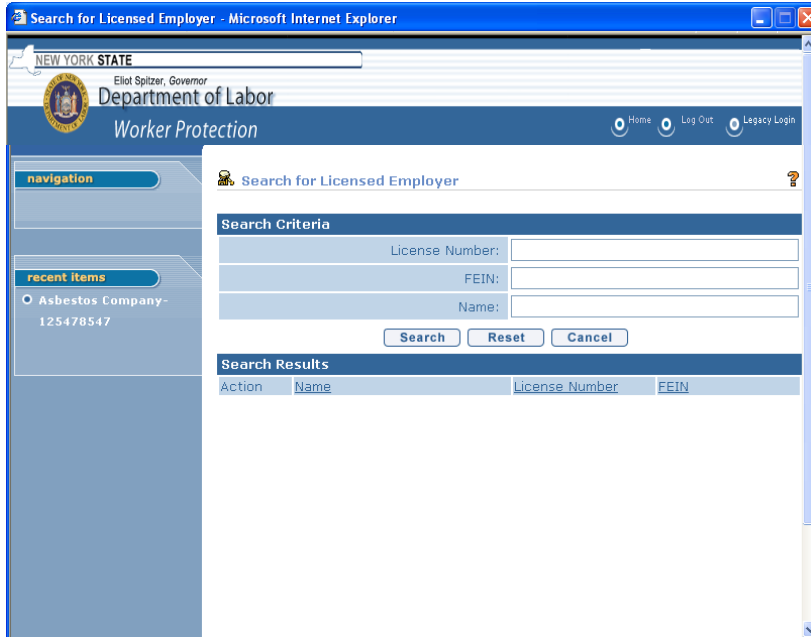 Search for Licensed Employer - Microsoft Internet Explorer
NEW YORK STATE
Eliot Spitzer, Governor
Department of Labor
Worker Protection
Home Log Out Legacy Login
navigation
Search for Licensed Employer ?
Search Criteria
License Number:
FEIN:
Name:
Search Reset Cancel
Search Results
Action Name License Number FEIN
recent items
Asbestos Company-
125478547